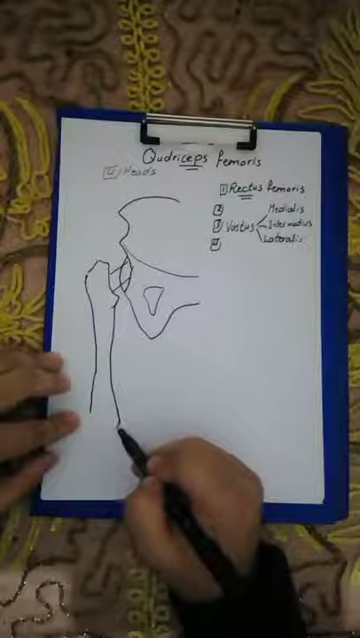 Qudriceps Femoris
4 Heads
1 Rectus Femoris
2 Medialis
3 Vastus Intermedius
4 Lateralis